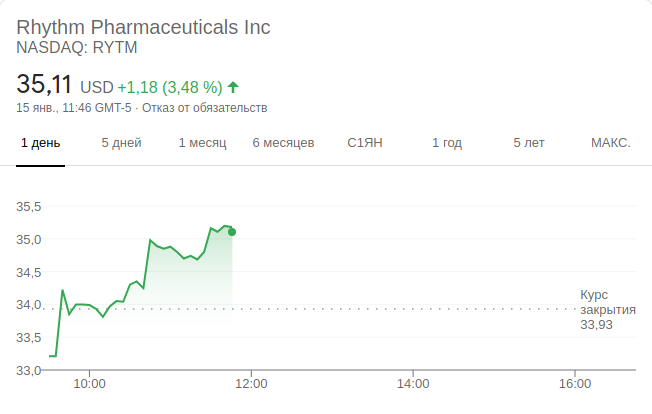 Rhythm Pharmaceuticals Inc
NASDAQ: RYTM
35,11 USD +1,18 (3,48 %)
15 янв., 11:46 GMT-5 · Отказ от обязательств
1 день 5 дней 1 месяц 6 месяцев С1ЯН 1 год 5 лет МАКС.
35,5
35,0
34,5
34,0
33,5
33,0
Курс
закрытия
33,93
10:00 12:00 14:00 16:00